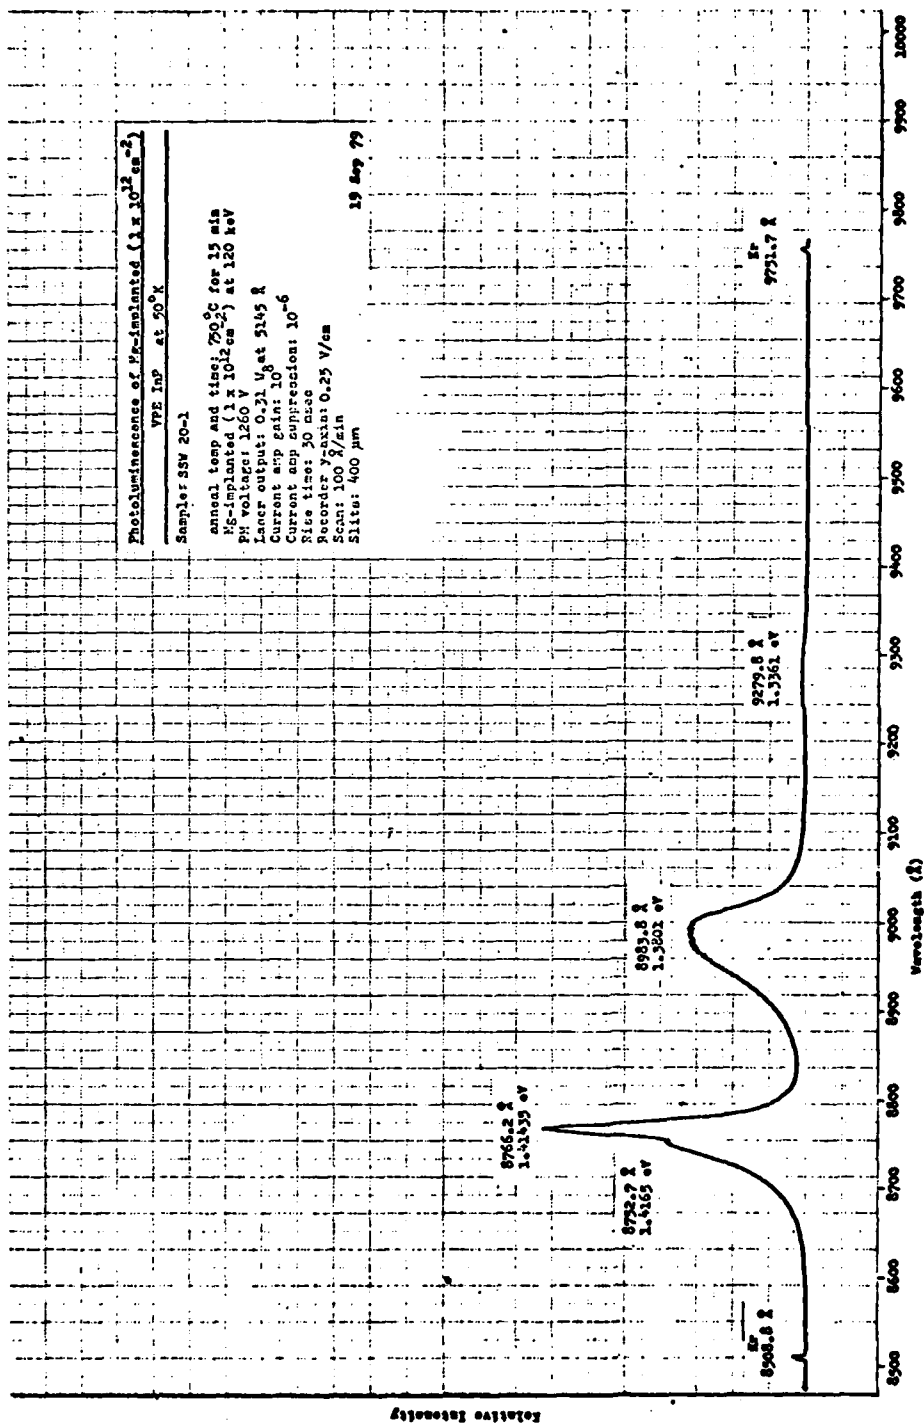 Photoluminescence of Mg-implanted (1 x 10¹² cm⁻²)
VPE InP at 50°K
Sample: SSW 20-1
anneal temp and time: 750°C for 15 min
Mg-implanted (1 x 10¹² cm⁻²) at 120 keV
PM voltage: 1260 V
Lacer output: 0.31 W at 5145 Å
Current amp gain: 10⁸
Current amp suppression: 10⁻⁶
Rise time: 30 msec
Recorder y-axis: 0.25 V/cm
Scan: 100 Å/min
Slits: 400 μm
19 Sep 79
Kr
8508.8 Å
8752.7 Å
1.4165 eV
8766.2 Å
1.41435 eV
8983.8 Å
1.3801 eV
9279.8 Å
1.3361 eV
Kr
9751.7 Å
8500 8600 8700 8800 8900 9000 9100 9200 9300 9400 9500 9600 9700 9800 9900 10000
Wavelength (Å)
Relative Intensity